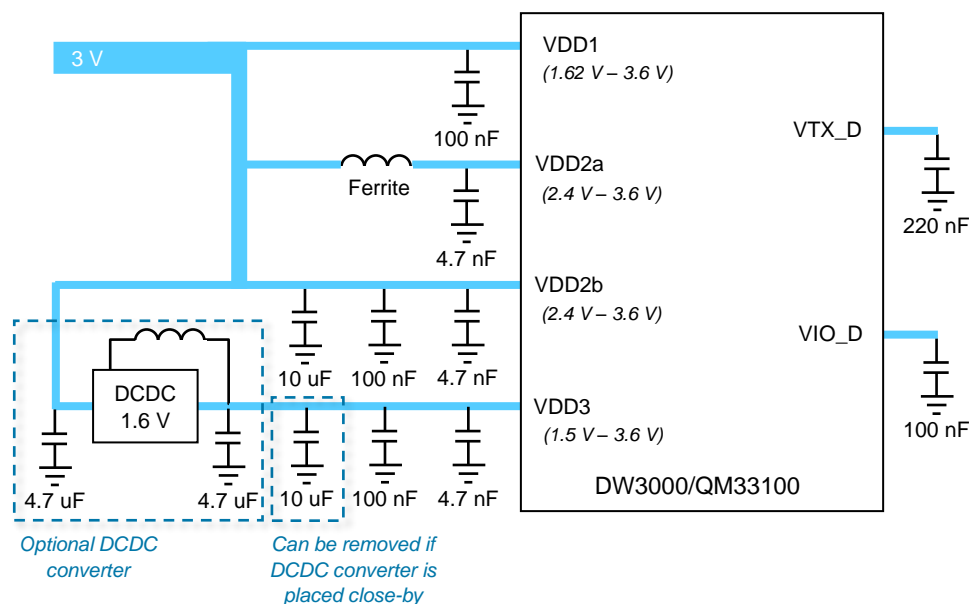 3 V
VDD1
(1.62 V – 3.6 V)
100 nF
VTX_D
220 nF
Ferrite
VDD2a
(2.4 V – 3.6 V)
4.7 nF
VDD2b
(2.4 V – 3.6 V)
10 uF
100 nF
4.7 nF
VIO_D
100 nF
DCDC
1.6 V
4.7 uF
4.7 uF
VDD3
(1.5 V – 3.6 V)
10 uF
100 nF
4.7 nF
DW3000/QM33100
Optional DCDC
converter
Can be removed if
DCDC converter is
placed close-by